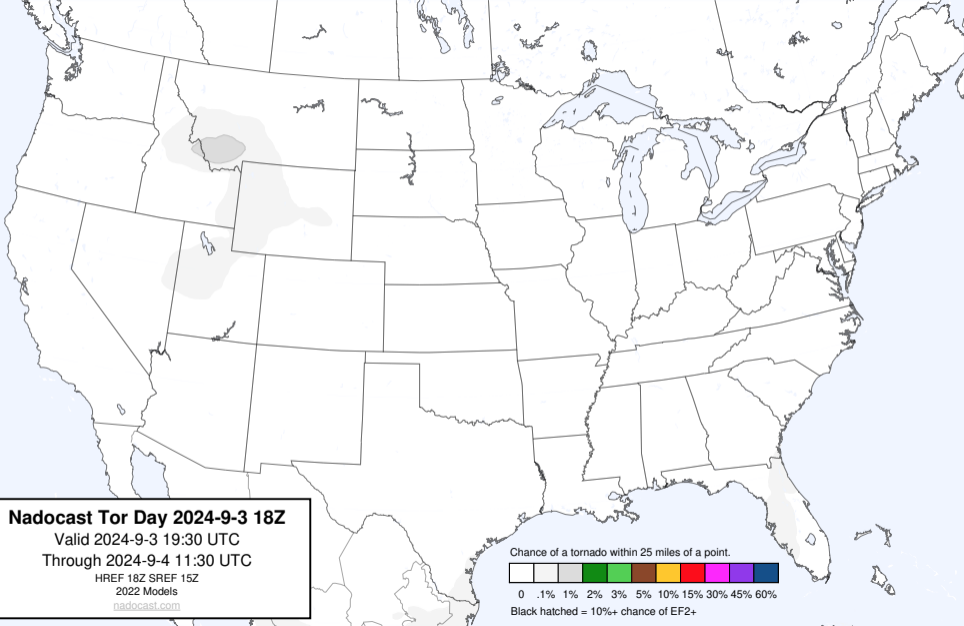 Nadocast Tor Day 2024-9-3 18Z
Valid 2024-9-3 19:30 UTC
Through 2024-9-4 11:30 UTC
HREF 18Z SREF 15Z
2022 Models
nadocast.com
Chance of a tornado within 25 miles of a point.
0 .1% 1% 2% 3% 5% 10% 15% 30% 45% 60%
Black hatched = 10%+ chance of EF2+